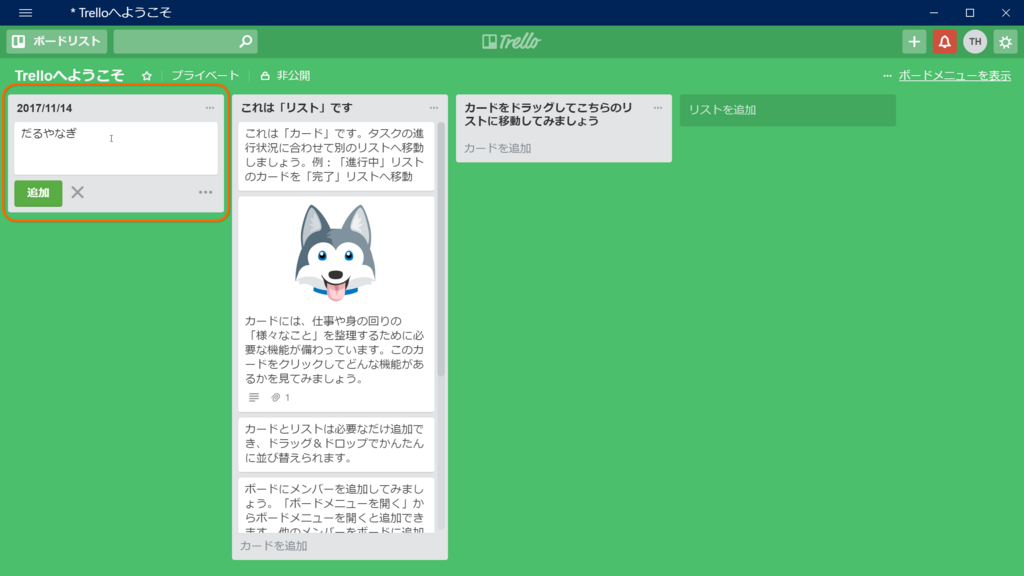 * Trelloへようこそ
ボードリスト
Trello
TH
Trelloへようこそ
プライベート
非公開
··· ボードメニューを表示
2017/11/14
だるやなぎ
追加
これは「リスト」です
これは「カード」です。タスクの進
行状況に合わせて別のリストへ移動
しましょう。例：「進行中」リスト
のカードを「完了」リストへ移動
カードには、仕事や身の回りの
「様々なこと」を整理するために必
要な機能が備わっています。このカ
ードをクリックしてどんな機能があ
るかを見てみましょう。
1
カードとリストは必要なだけ追加で
き、ドラッグ＆ドロップでかんたん
に並び替えられます。
ボードにメンバーを追加してみまし
ょう。「ボードメニューを開く」か
らボードメニューを開くと追加でき
ます。他のメンバーをボードに追加
カードを追加
カードをドラッグしてこちらのリ
ストに移動してみましょう
カードを追加
リストを追加